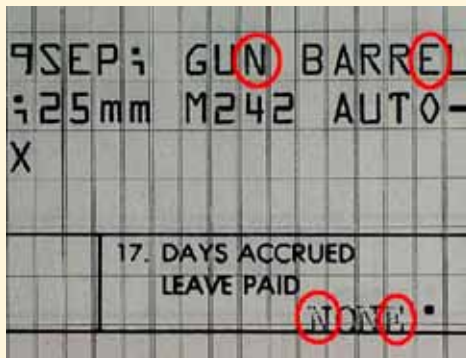 9SEP; GUN BARREL
;25mm M242 AUTO-
X
17. DAYS ACCRUED
LEAVE PAID
NONE.